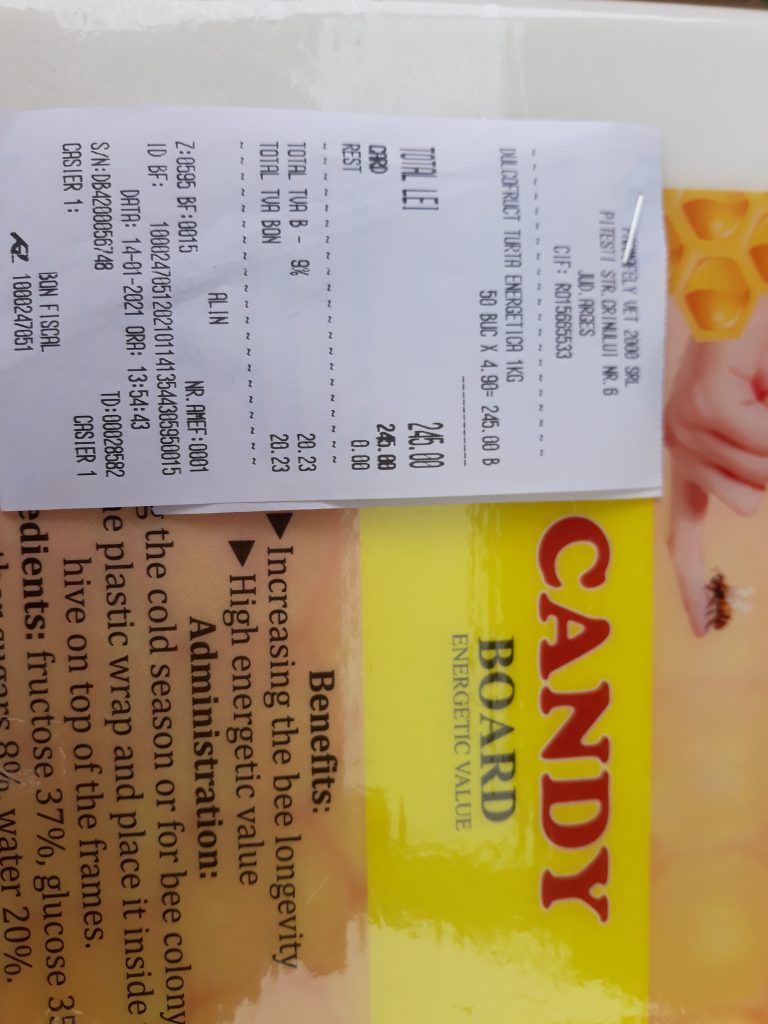 VET 2000 SRL
PITESTI STR.CRINULUI NR.6
JUD.ARGES
CIF: RO15685533
DULCOFRUCT TURTA ENERGETICA 1KG
50 BUC X 4.90= 245.00 B
TOTAL LEI 245.00
CARD 245.00
REST 0.00
TOTAL TVA B - 9% 20.23
TOTAL TVA BON 20.23
ALIN
Z:0595 BF:0015 NR.AMEF:0001
ID BF: 10002470512021011413544305950015
DATA: 14-01-2021 ORA: 13:54:43
S/N:DB4200056748 TD:00028582
CASIER 1: CASIER 1
BON FISCAL
1000247051
CANDY
BOARD
ENERGETIC VALUE
Benefits:
▶ Increasing the bee longevity
▶ High energetic value
Administration:
the cold season or for bee colony
plastic wrap and place it inside
hive on top of the frames.
edients: fructose 37%, glucose 35
sugars 8%, water 20%.